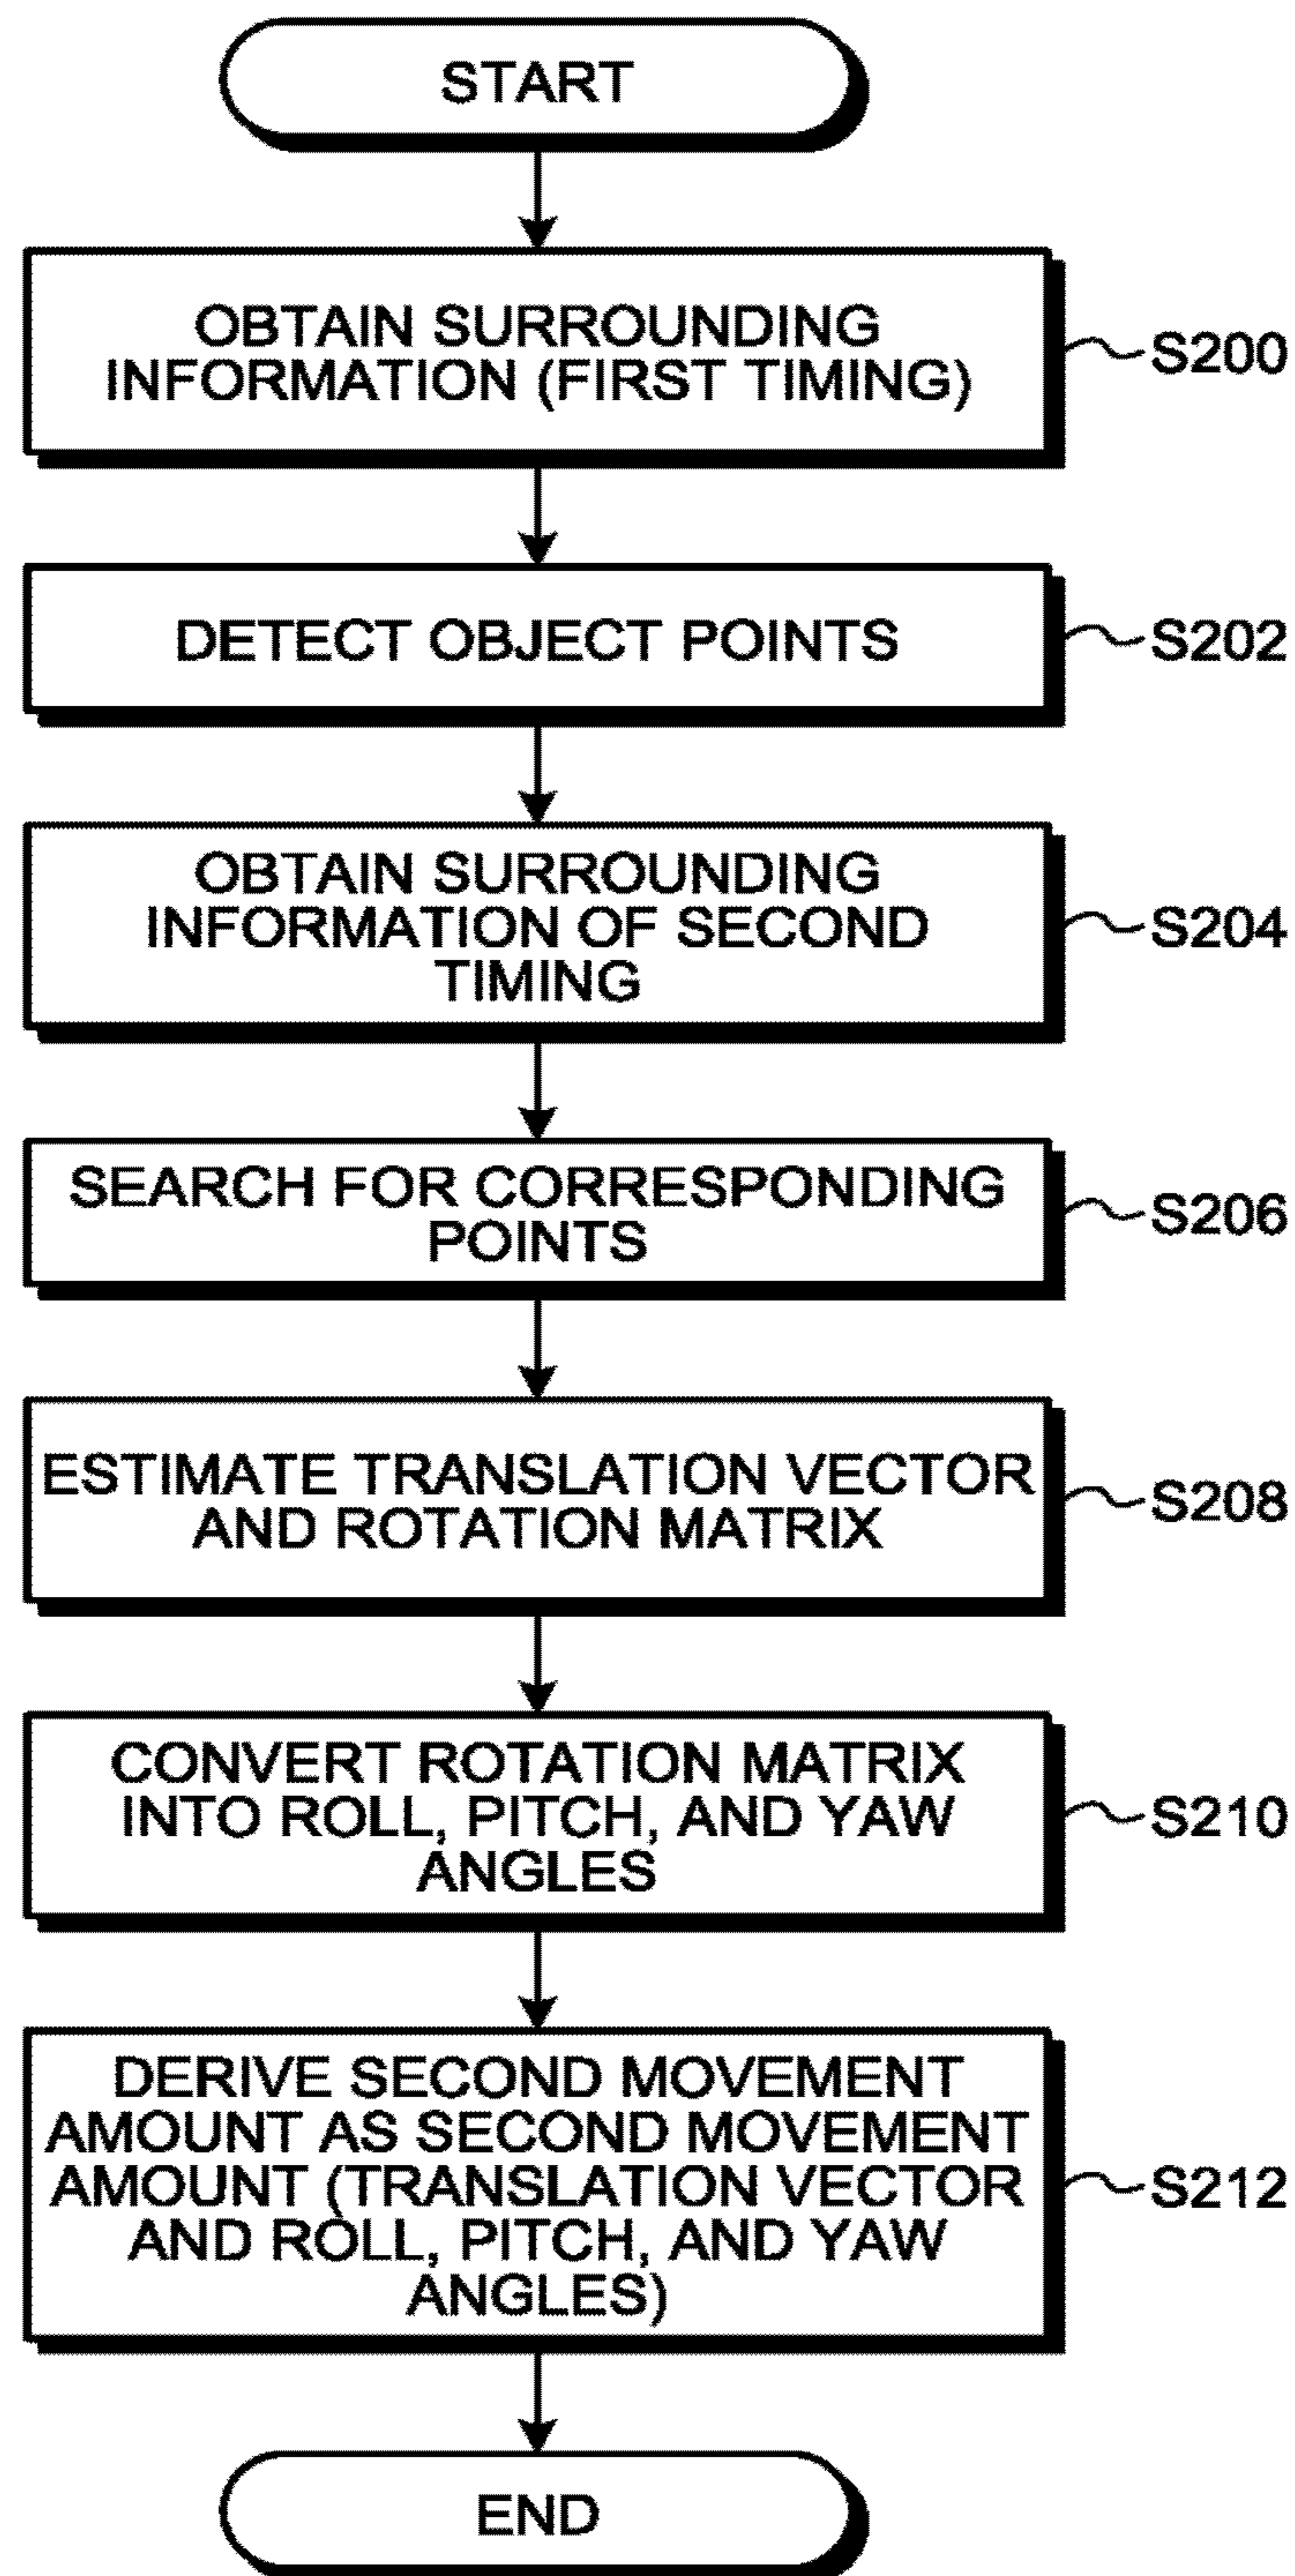 START
OBTAIN SURROUNDING
INFORMATION (FIRST TIMING)
S200
DETECT OBJECT POINTS
S202
OBTAIN SURROUNDING
INFORMATION OF SECOND
TIMING
S204
SEARCH FOR CORRESPONDING
POINTS
S206
ESTIMATE TRANSLATION VECTOR
AND ROTATION MATRIX
S208
CONVERT ROTATION MATRIX
INTO ROLL, PITCH, AND YAW
ANGLES
S210
DERIVE SECOND MOVEMENT
AMOUNT AS SECOND MOVEMENT
AMOUNT (TRANSLATION VECTOR
AND ROLL, PITCH, AND YAW
ANGLES)
S212
END